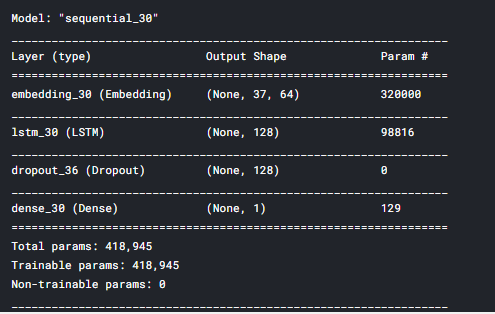 Model: "sequential_30"
_________________________________________________________________
Layer (type)                 Output Shape              Param #
=================================================================
embedding_30 (Embedding)     (None, 37, 64)            320000
_________________________________________________________________
lstm_30 (LSTM)               (None, 128)               98816
_________________________________________________________________
dropout_36 (Dropout)         (None, 128)               0
_________________________________________________________________
dense_30 (Dense)             (None, 1)                 129
=================================================================
Total params: 418,945
Trainable params: 418,945
Non-trainable params: 0
_________________________________________________________________